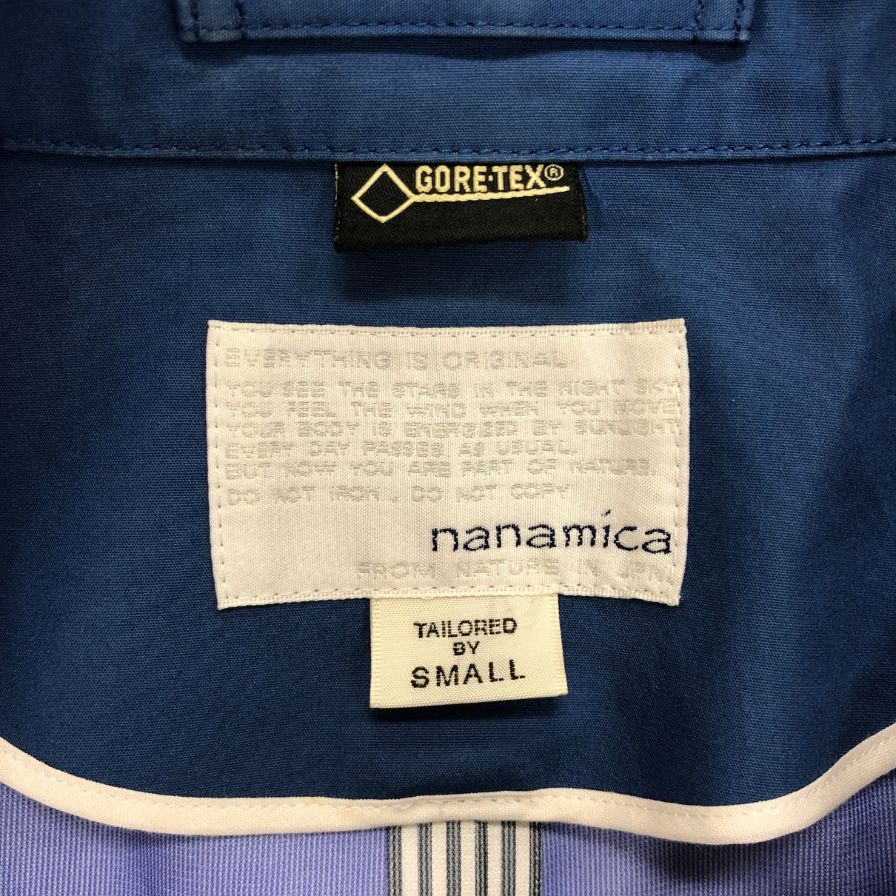 GORE-TEX®
EVERYTHING IS ORIGINAL
YOU SEE THE STARS IN THE NIGHT SKY
YOU FEEL THE WIND WHEN YOU MOVE
YOUR BODY IS ENERGISED BY SUNLIGHT
EVERY DAY PASSES AS USUAL.
BUT NOW YOU ARE PART OF NATURE.
DO NOT IRON . DO NOT COPY
nanamica
FROM NATURE IN JPN.
TAILORED
BY
SMALL